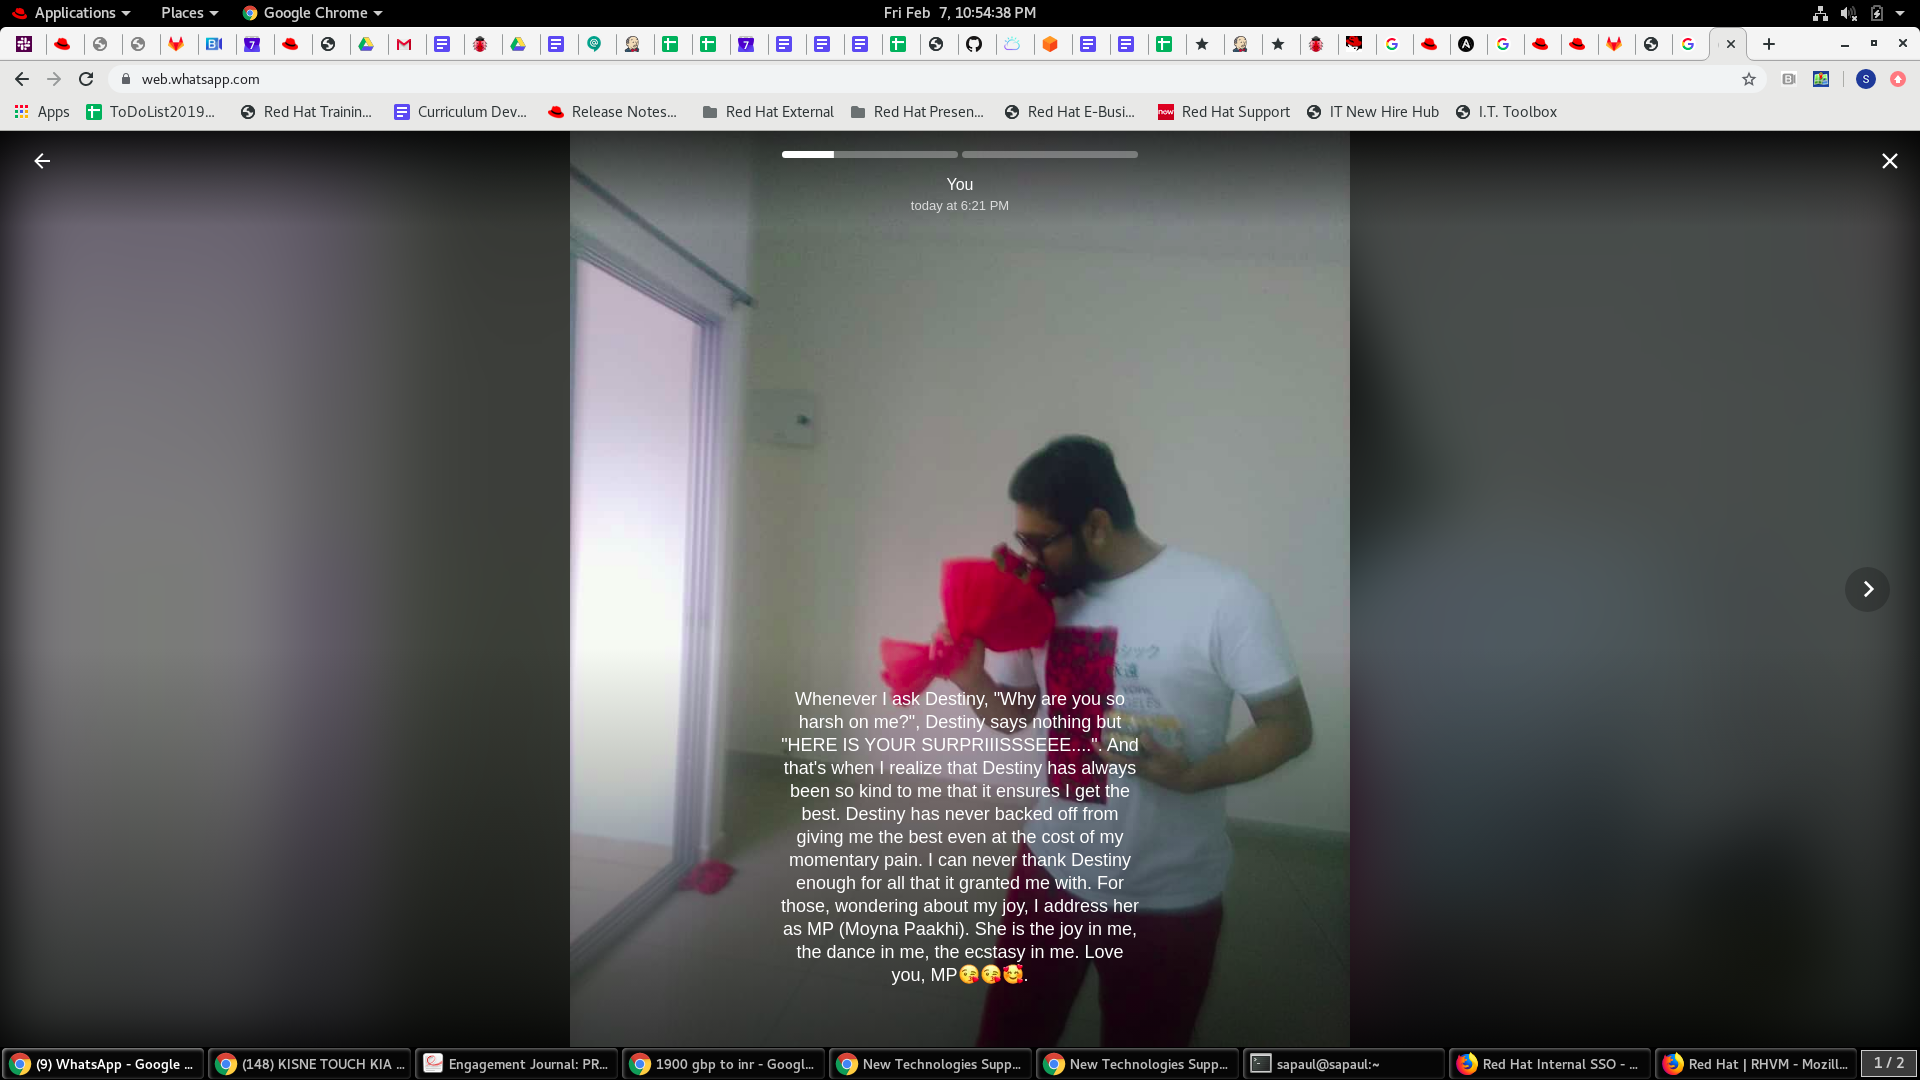 Applications
Places
Google Chrome
Fri Feb 7, 10:54:38 PM
web.whatsapp.com
S
Apps
ToDoList2019...
Red Hat Trainin...
Curriculum Dev...
Release Notes...
Red Hat External
Red Hat Presen...
Red Hat E-Busi...
now
Red Hat Support
IT New Hire Hub
I.T. Toolbox
You
today at 6:21 PM
Whenever I ask Destiny, "Why are you so
harsh on me?", Destiny says nothing but
"HERE IS YOUR SURPRIIISSSEEE....". And
that's when I realize that Destiny has always
been so kind to me that it ensures I get the
best. Destiny has never backed off from
giving me the best even at the cost of my
momentary pain. I can never thank Destiny
enough for all that it granted me with. For
those, wondering about my joy, I address her
as MP (Moyna Paakhi). She is the joy in me,
the dance in me, the ecstasy in me. Love
you, MP😘😘🥰.
(9) WhatsApp - Google ...
(148) KISNE TOUCH KIA ...
Engagement Journal: PR...
1900 gbp to inr - Googl...
New Technologies Supp...
New Technologies Supp...
sapaul@sapaul:~
Red Hat Internal SSO - ...
Red Hat | RHVM - Mozill...
1 / 2